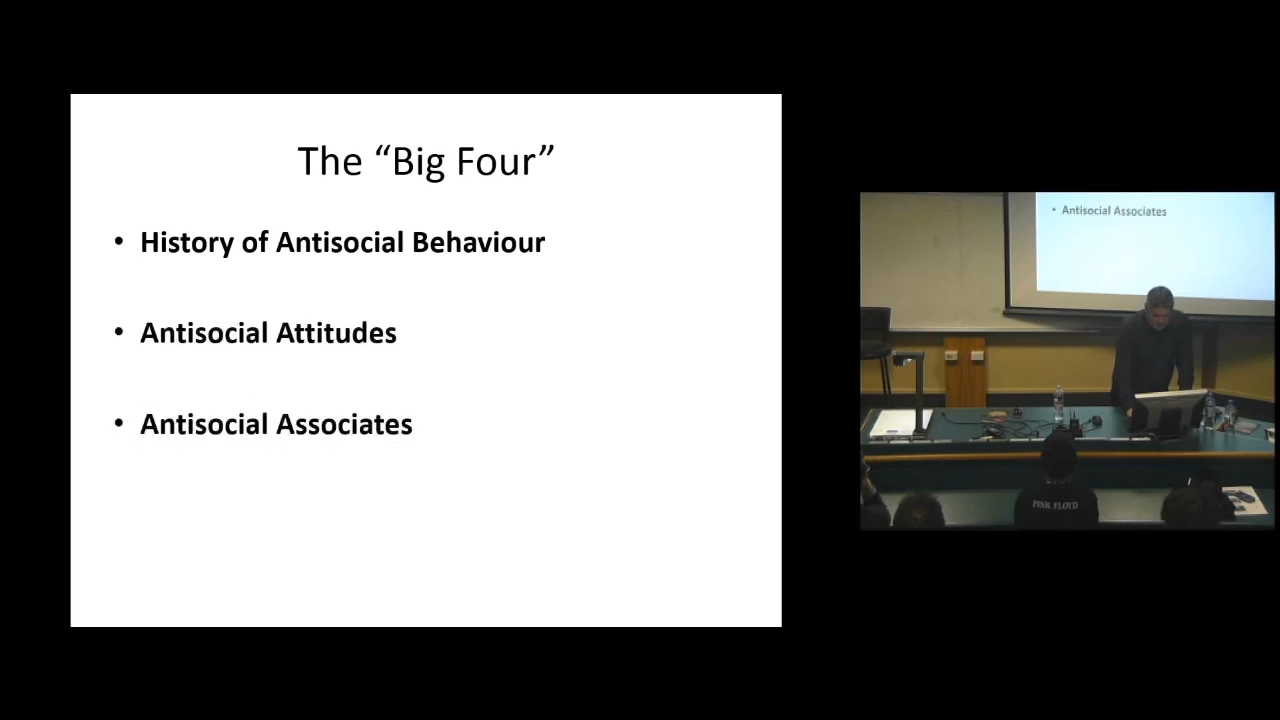 The “Big Four”
• History of Antisocial Behaviour
• Antisocial Attitudes
• Antisocial Associates
• Antisocial Associates
PINK FLOYD